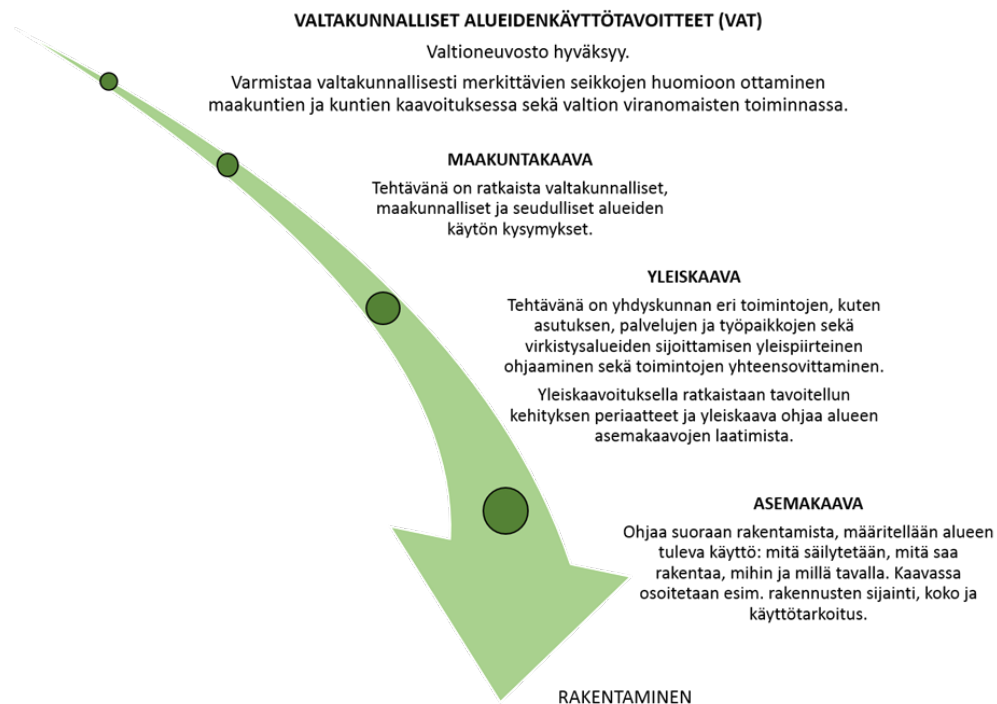 VALTAKUNNALLISET ALUEIDENKÄYTTÖTAVOITTEET (VAT)
Valtioneuvosto hyväksyy.
Varmistaa valtakunnallisesti merkittävien seikkojen huomioon ottaminen
maakuntien ja kuntien kaavoituksessa sekä valtion viranomaisten toiminnassa.
MAAKUNTAKAAVA
Tehtävänä on ratkaista valtakunnalliset,
maakunnalliset ja seudulliset alueiden
käytön kysymykset.
YLEISKAAVA
Tehtävänä on yhdyskunnan eri toimintojen, kuten
asutuksen, palvelujen ja työpaikkojen sekä
virkistysalueiden sijoittamisen yleispiirteinen
ohjaaminen sekä toimintojen yhteensovittaminen.
Yleiskaavoituksella ratkaistaan tavoitellun
kehityksen periaatteet ja yleiskaava ohjaa alueen
asemakaavojen laatimista.
ASEMAKAAVA
Ohjaa suoraan rakentamista, määritellään alueen
tuleva käyttö: mitä säilytetään, mitä saa
rakentaa, mihin ja millä tavalla. Kaavassa
osoitetaan esim. rakennusten sijainti, koko ja
käyttötarkoitus.
RAKENTAMINEN